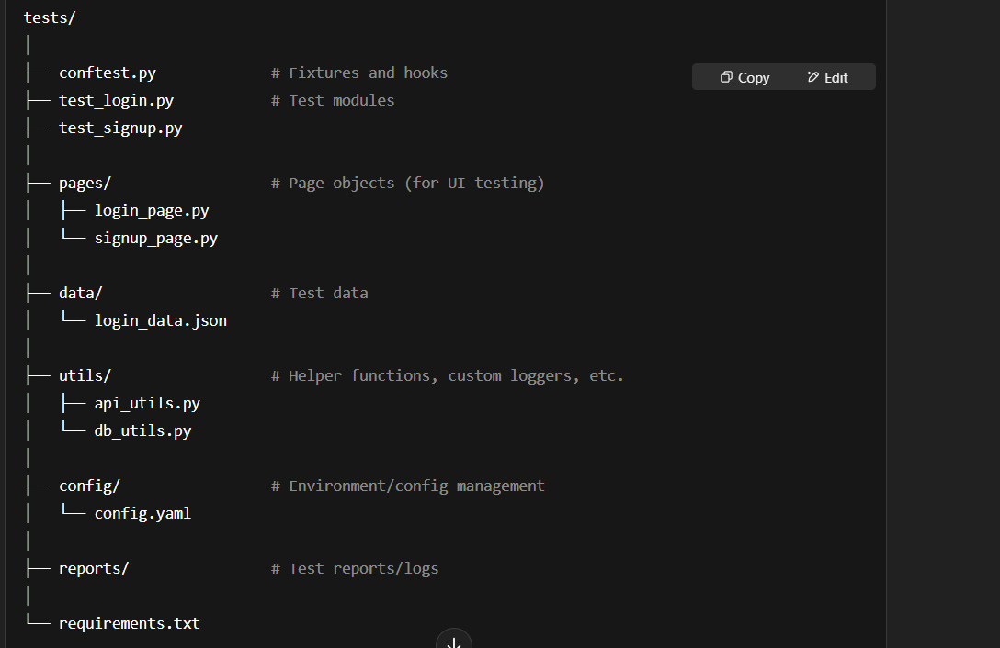 tests/
│
├── conftest.py # Fixtures and hooks
Copy Edit
├── test_login.py # Test modules
├── test_signup.py
│
├── pages/ # Page objects (for UI testing)
│ ├── login_page.py
│ └── signup_page.py
│
├── data/ # Test data
│ └── login_data.json
│
├── utils/ # Helper functions, custom loggers, etc.
│ ├── api_utils.py
│ └── db_utils.py
│
├── config/ # Environment/config management
│ └── config.yaml
│
├── reports/ # Test reports/logs
│
└── requirements.txt